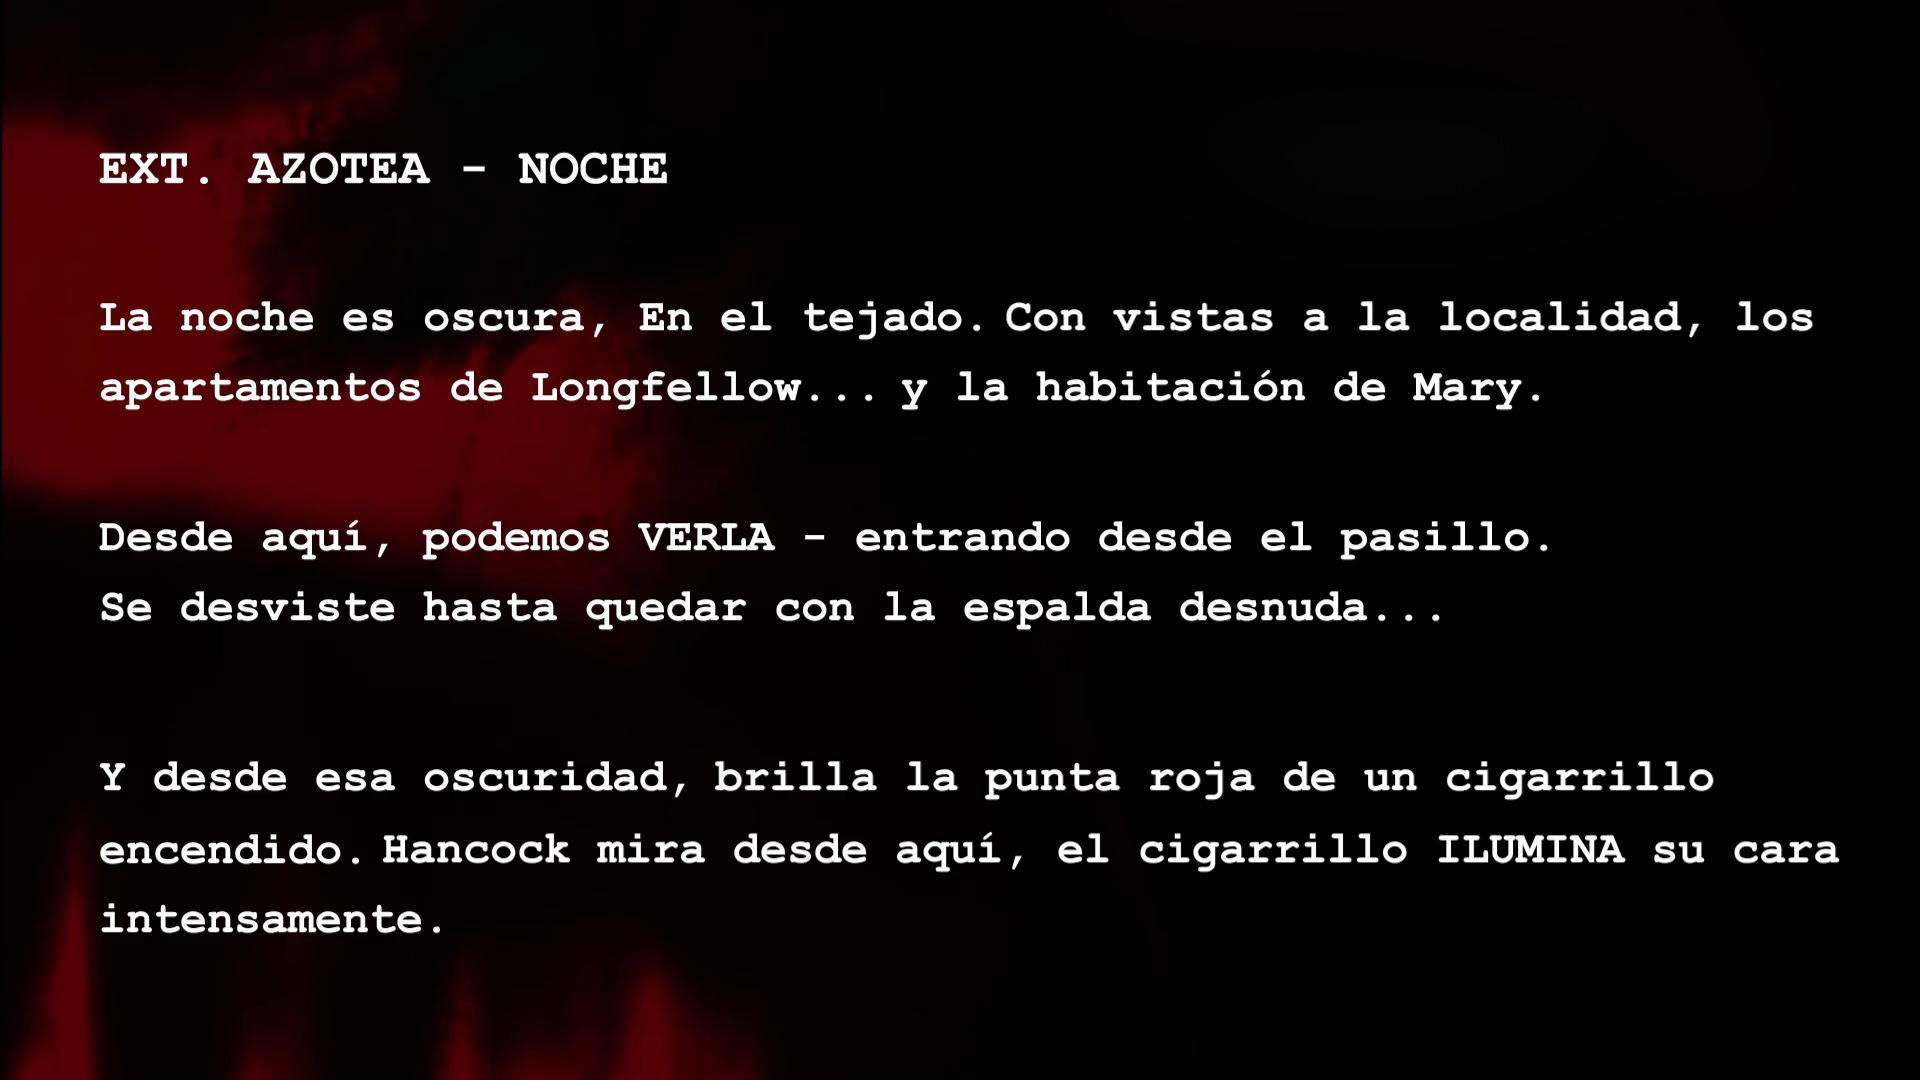 EXT. AZOTEA - NOCHE
La noche es oscura, En el tejado. Con vistas a la localidad, los
apartamentos de Longfellow... y la habitación de Mary.
Desde aquí, podemos VERLA - entrando desde el pasillo.
Se desviste hasta quedar con la espalda desnuda...
Y desde esa oscuridad, brilla la punta roja de un cigarrillo
encendido. Hancock mira desde aquí, el cigarrillo ILUMINA su cara
intensamente.